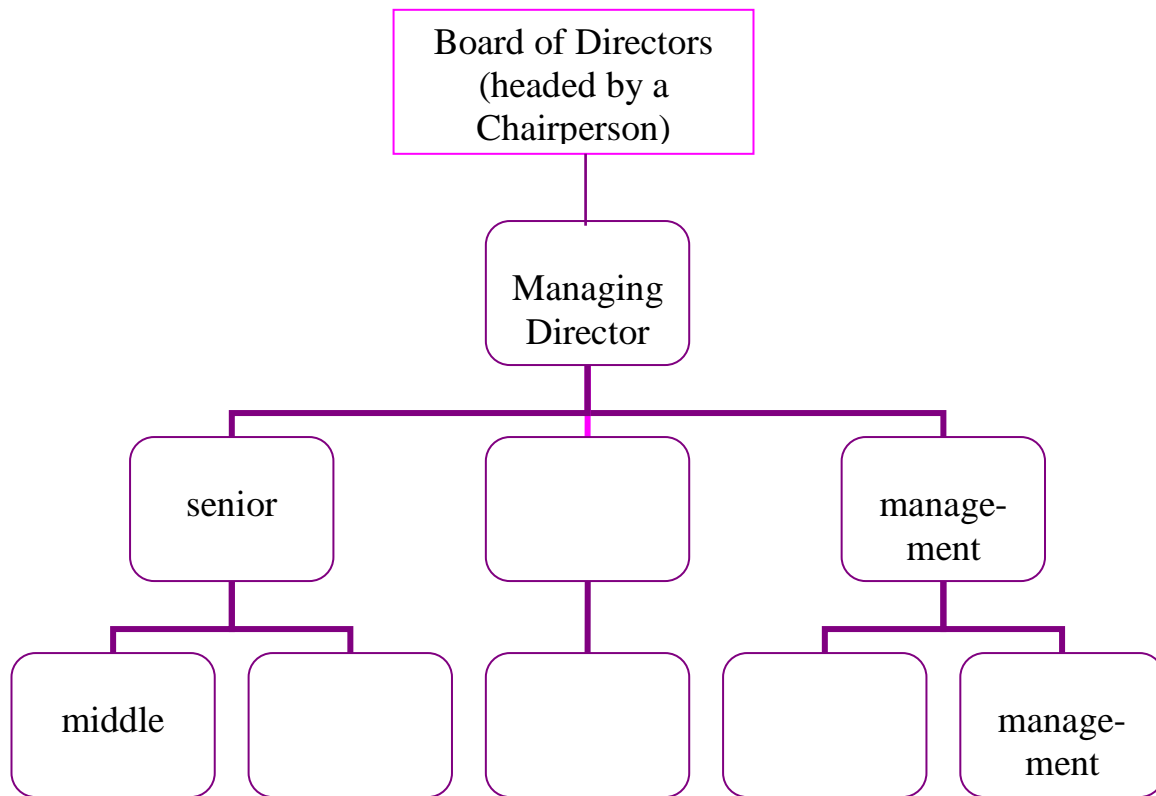 Board of Directors
(headed by a
Chairperson)
Managing
Director
senior
manage-
ment
middle
manage-
ment